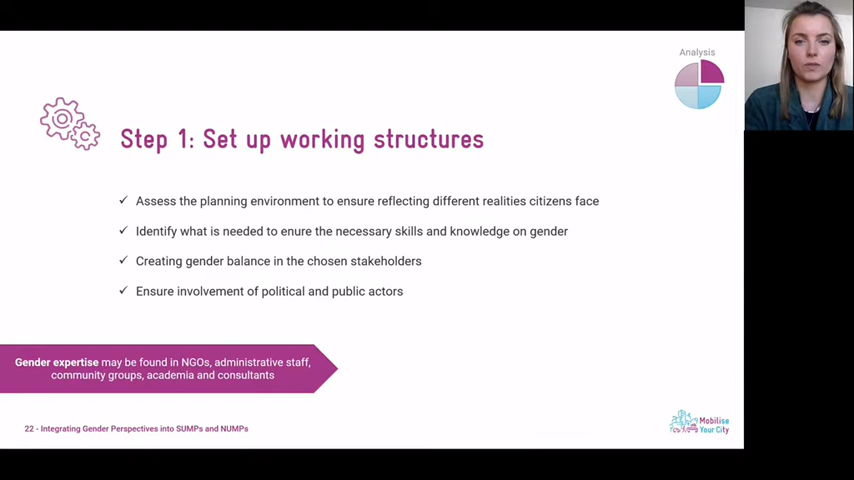 Analysis
Step 1: Set up working structures
✓ Assess the planning environment to ensure reflecting different realities citizens face
✓ Identify what is needed to enure the necessary skills and knowledge on gender
✓ Creating gender balance in the chosen stakeholders
✓ Ensure involvement of political and public actors
Gender expertise may be found in NGOs, administrative staff,
community groups, academia and consultants
22 - Integrating Gender Perspectives into SUMPs and NUMPs
Mobilise
Your City